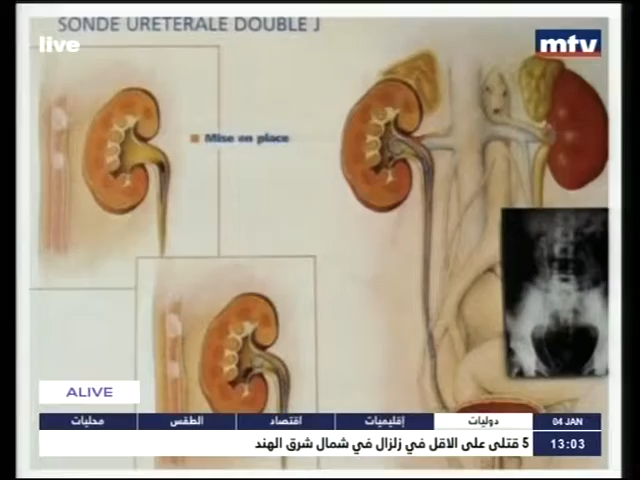 SONDE URETERALE DOUBLE J
live
mtv
Mise en place
ALIVE
محليات
الطقس
اقتصاد
إقليميات
دوليات
04 JAN
5 قتلى على الاقل في زلزال في شمال شرق الهند
13:03